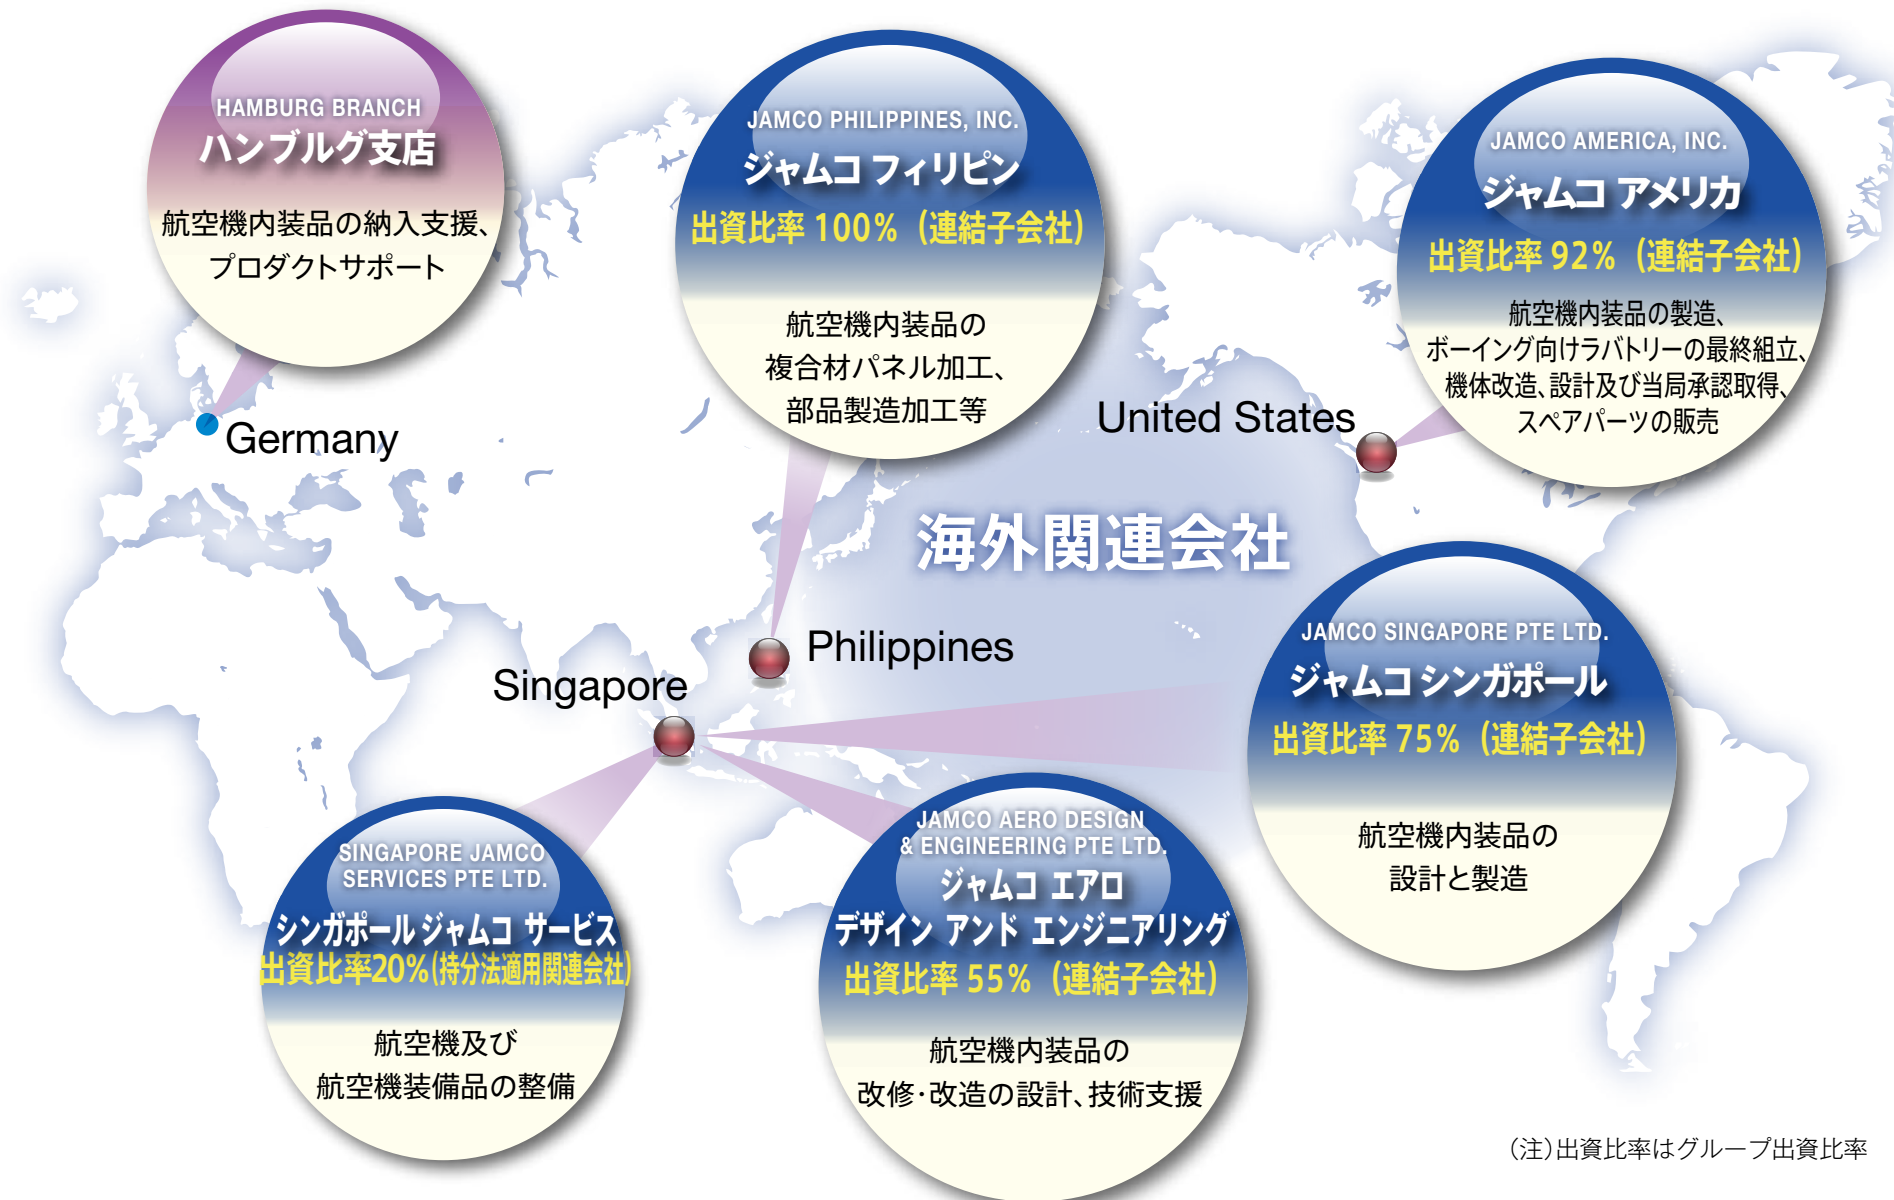 HAMBURG BRANCH
ハンブルグ支店
航空機内装品の納入支援、
プロダクトサポート
JAMCO PHILIPPINES, INC.
ジャムコ フィリピン
出資比率 100% (連結子会社)
航空機内装品の
複合材パネル加工、
部品製造加工等
JAMCO AMERICA, INC.
ジャムコ アメリカ
出資比率 92% (連結子会社)
航空機内装品の製造、
ボーイング向けラバトリーの最終組立、
機体改造、設計及び当局承認取得、
スペアパーツの販売
Germany
United States
海外関連会社
Philippines
Singapore
JAMCO SINGAPORE PTE LTD.
ジャムコ シンガポール
出資比率 75% (連結子会社)
航空機内装品の
設計と製造
SINGAPORE JAMCO
SERVICES PTE LTD.
シンガポール ジャムコ サービス
出資比率20%(持分法適用関連会社)
航空機及び
航空機装備品の整備
JAMCO AERO DESIGN
& ENGINEERING PTE LTD.
ジャムコ エアロ
デザイン アンド エンジニアリング
出資比率 55% (連結子会社)
航空機内装品の
改修・改造の設計、技術支援
(注)出資比率はグループ出資比率